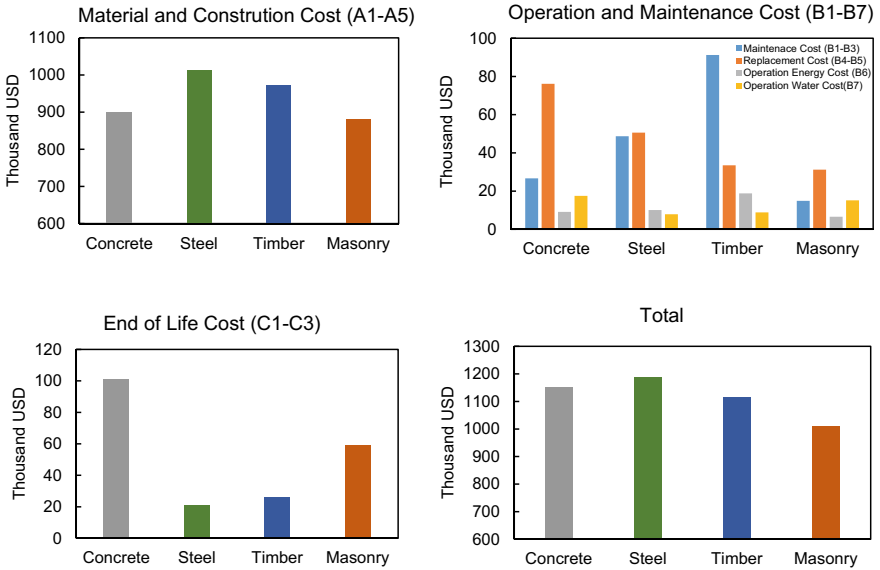 Material and Constrution Cost (A1-A5)
1100
1000
900
800
700
600
Thousand USD
Concrete Steel Timber Masonry
Operation and Maintenance Cost (B1-B7)
100
80
60
40
20
0
Thousand USD
Maintenace Cost (B1-B3)
Replacement Cost (B4-B5)
Operation Energy Cost (B6)
Operation Water Cost(B7)
Concrete Steel Timber Masonry
End of Life Cost (C1-C3)
120
100
80
60
40
20
0
Thousand USD
Concrete Steel Timber Masonry
Total
1300
1200
1100
1000
900
800
700
600
Thousand USD
Concrete Steel Timber Masonry